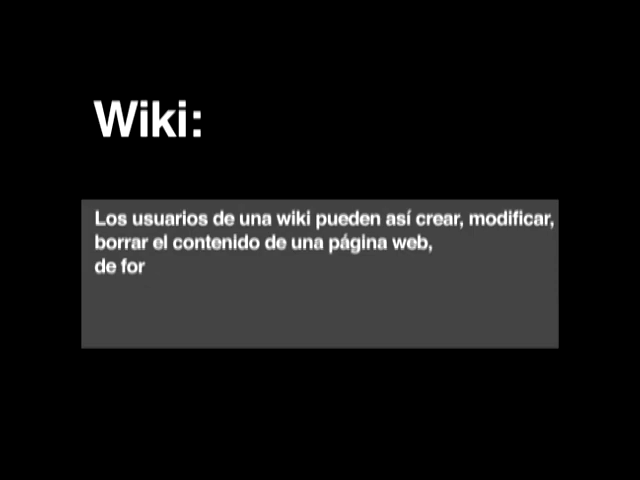 Wiki:
Los usuarios de una wiki pueden así crear, modificar,
borrar el contenido de una página web,
de for